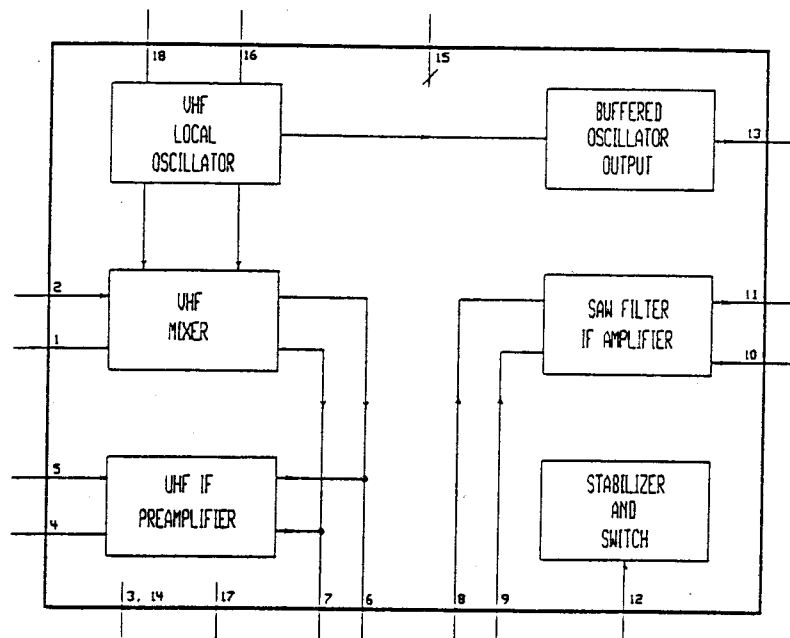 18
16
15
VHF
LOCAL
OSCILLATOR
BUFFERED
OSCILLATOR
OUTPUT
13
2
VHF
MIXER
1
SAW FILTER
IF AMPLIFIER
11
10
5
UHF IF
PREAMPLIFIER
4
STABILIZER
AND
SWITCH
3, 14
17
7
6
8
9
12